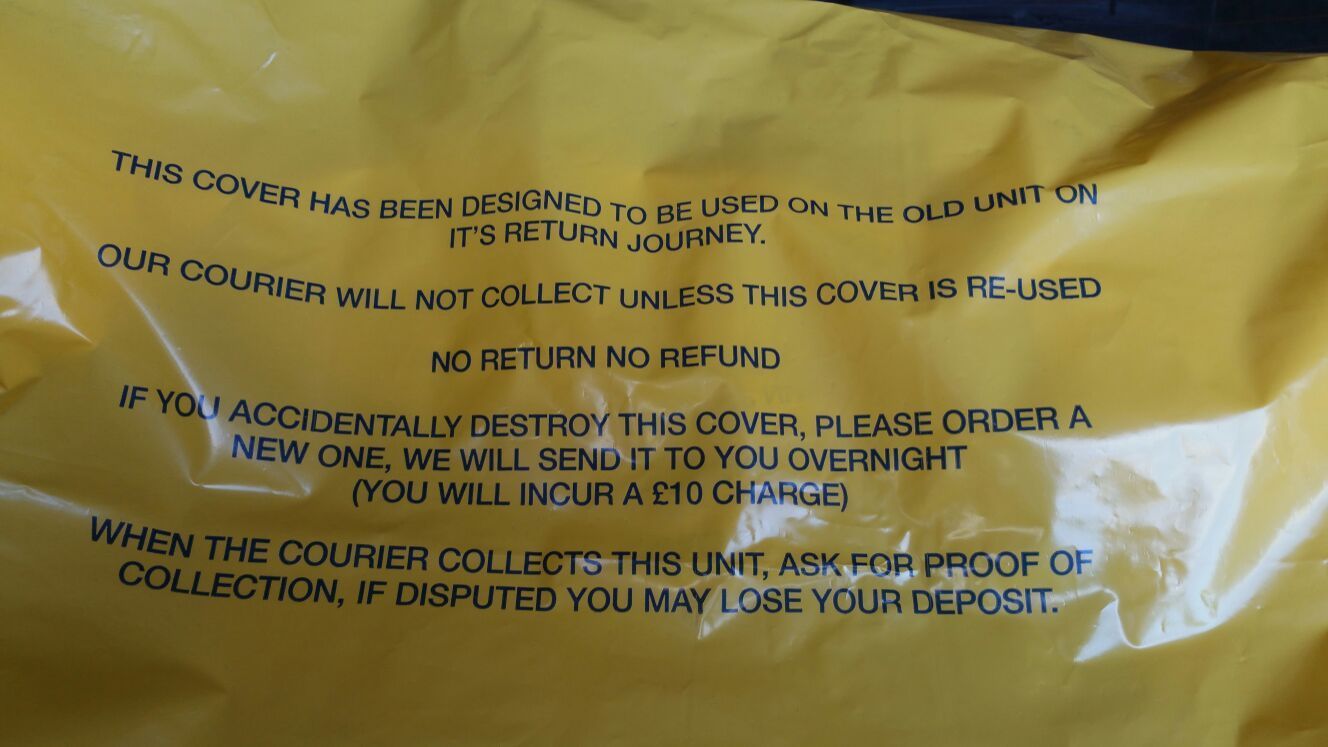 THIS COVER HAS BEEN DESIGNED TO BE USED ON THE OLD UNIT ON
IT'S RETURN JOURNEY.
OUR COURIER WILL NOT COLLECT UNLESS THIS COVER IS RE-USED
NO RETURN NO REFUND
IF YOU ACCIDENTALLY DESTROY THIS COVER, PLEASE ORDER A
NEW ONE, WE WILL SEND IT TO YOU OVERNIGHT
(YOU WILL INCUR A £10 CHARGE)
WHEN THE COURIER COLLECTS THIS UNIT, ASK FOR PROOF OF
COLLECTION, IF DISPUTED YOU MAY LOSE YOUR DEPOSIT.